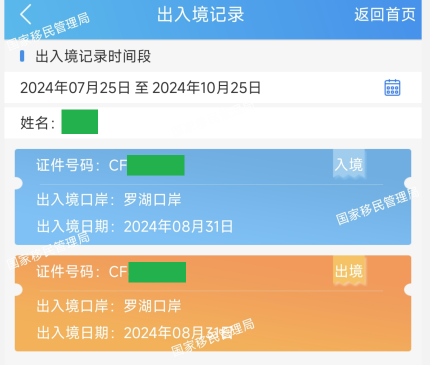 出入境记录
返回首页
国家移民管理局
出入境记录时间段
2024年07月25日 至 2024年10月25日
姓名：
证件号码：CF
入境
出入境口岸：罗湖口岸
国家移民管理局
出入境日期：2024年08月31日
国家移民管理局
证件号码：CF
出境
出入境口岸：罗湖口岸
出入境日期：2024年08月31日
国家移民管理局